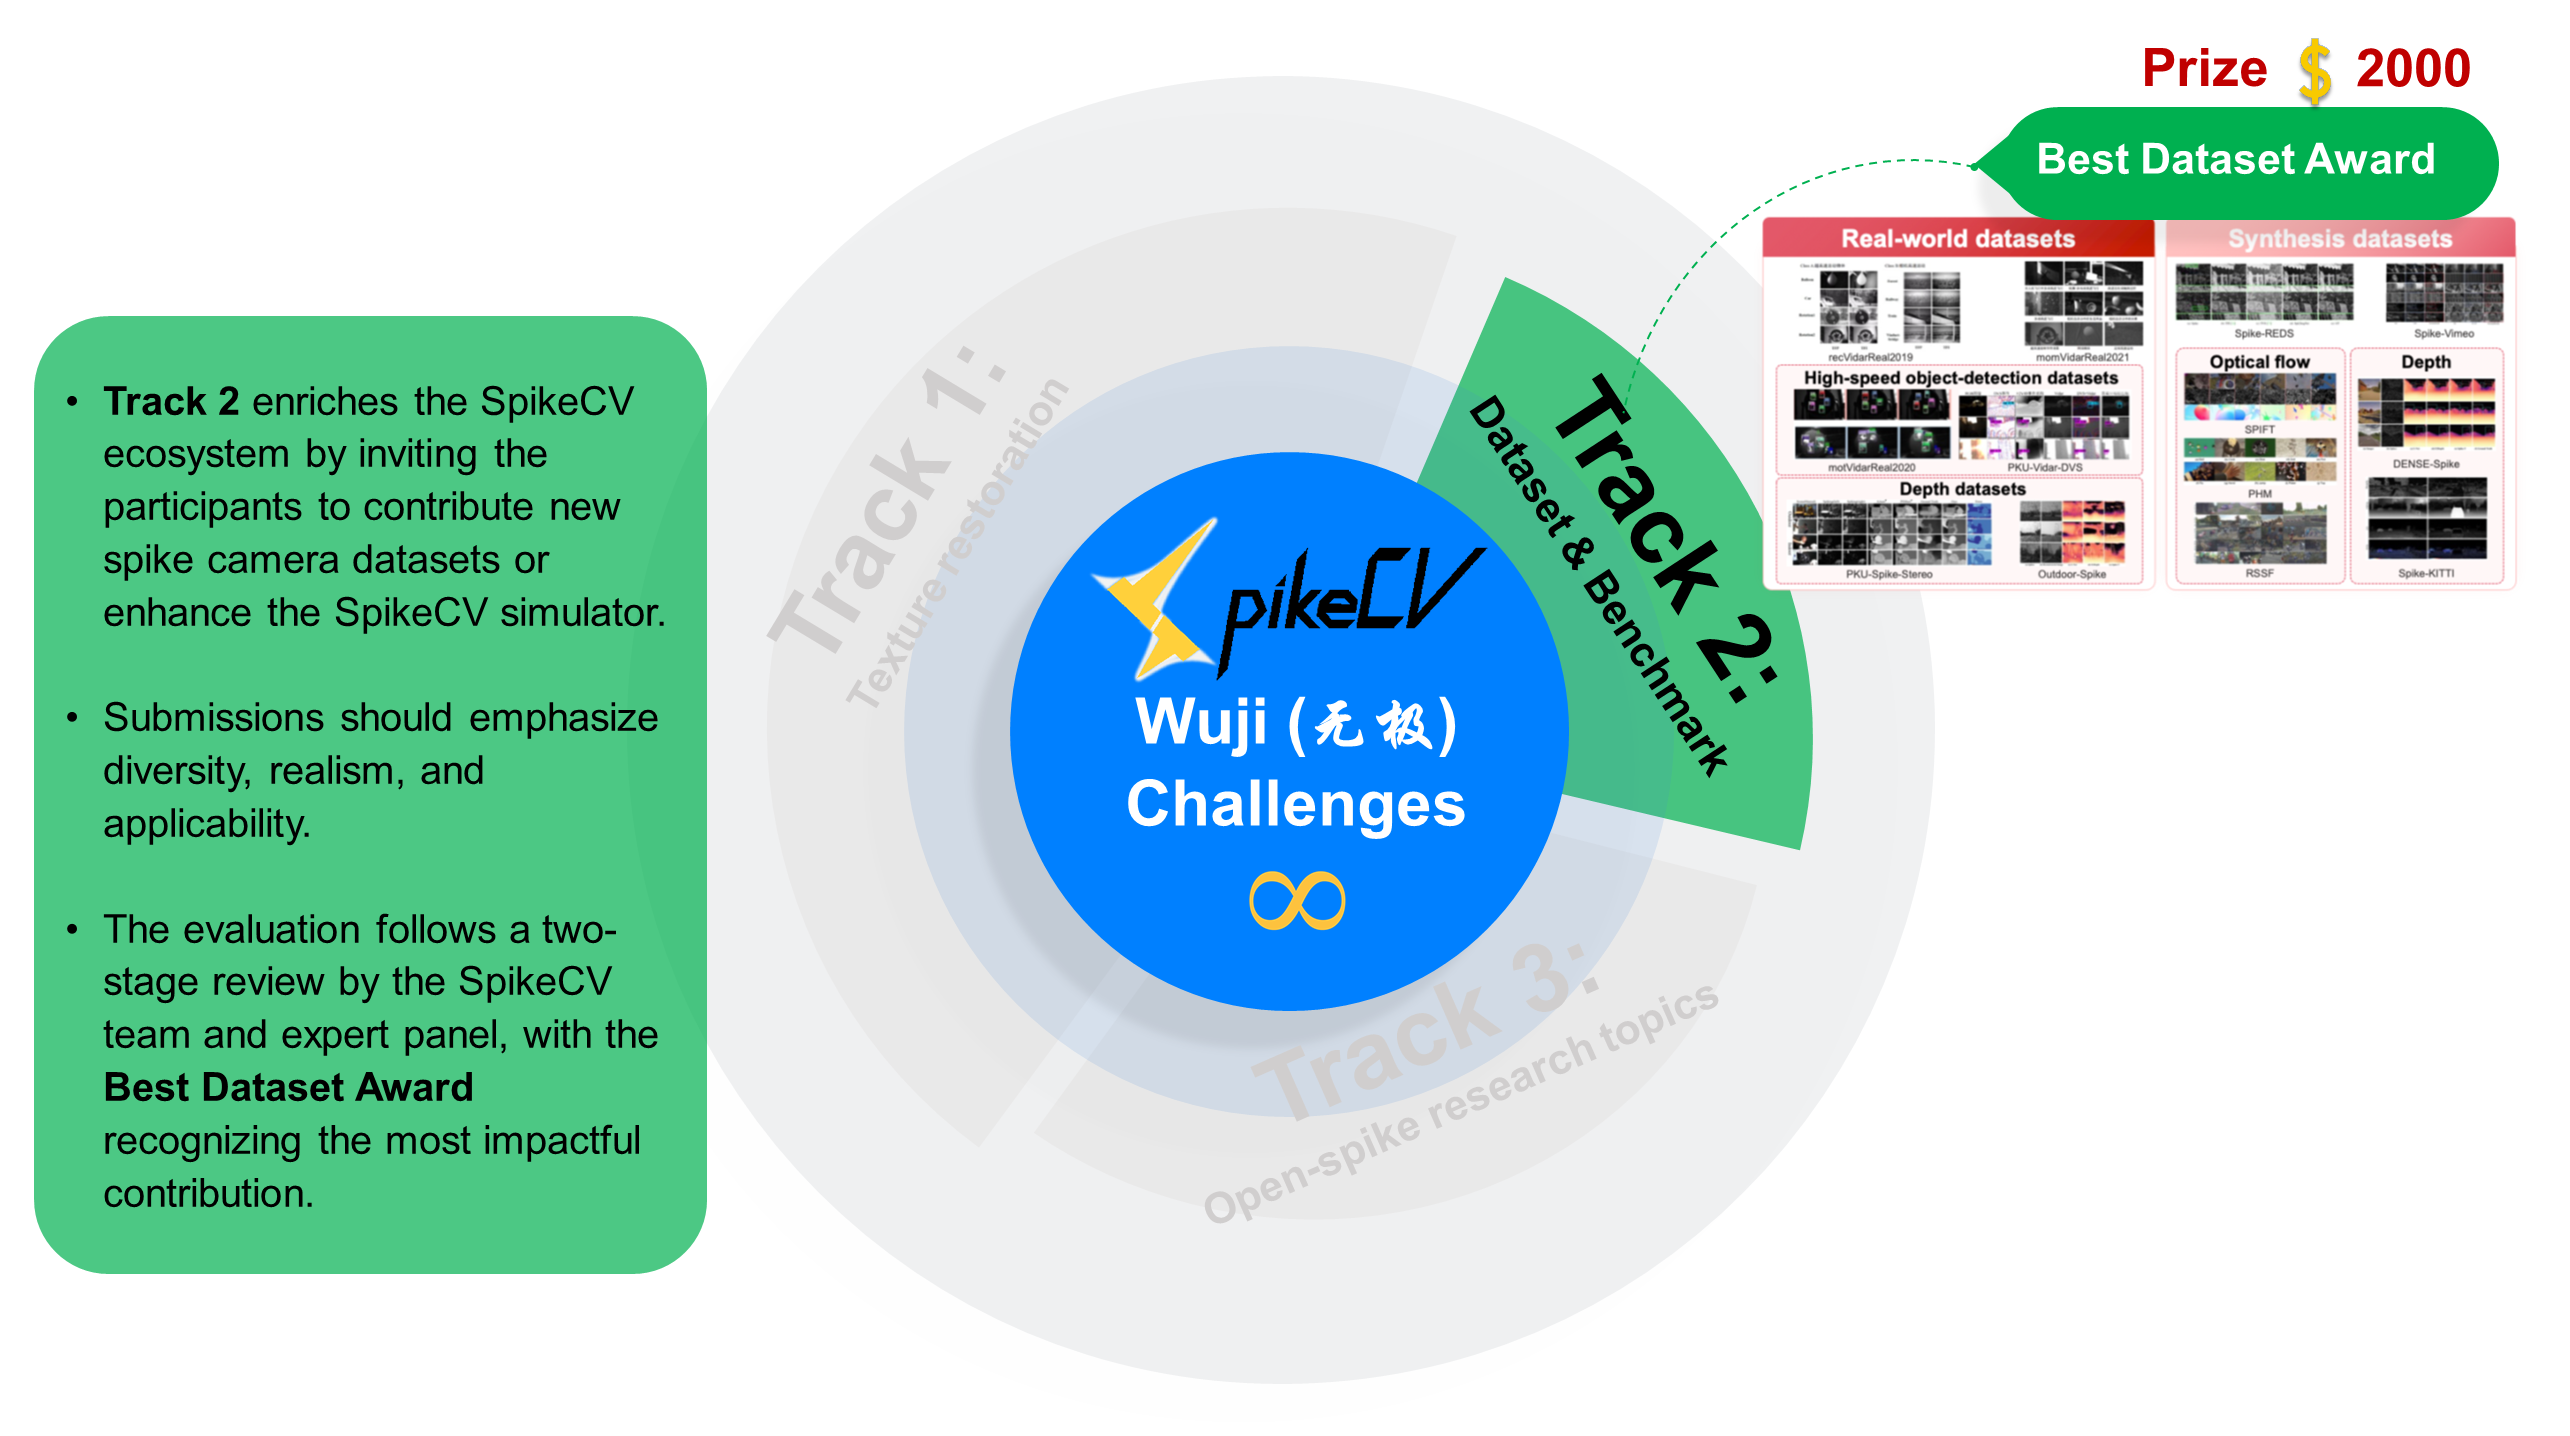 Prize $ 2000
Best Dataset Award
Real-world datasets
Synthesis datasets
recVidarReal2019
momVidarReal2021
High-speed object-detection datasets
motVidarReal2020
PKU-Vidar-DVS
Depth datasets
PKU-Spike-Stereo
Outdoor-Spike
Spike-REDS
Spike-Vimeo
Optical flow
SPIFT
PHM
RSSF
Depth
DENSE-Spike
Spike-KITTI
• Track 2 enriches the SpikeCV
ecosystem by inviting the
participants to contribute new
spike camera datasets or
enhance the SpikeCV simulator.
• Submissions should emphasize
diversity, realism, and
applicability.
• The evaluation follows a two-
stage review by the SpikeCV
team and expert panel, with the
Best Dataset Award
recognizing the most impactful
contribution.
Track 1:
Texture restoration
Track 2:
Dataset & Benchmark
Track 3:
Open-spike research topics
pikeCV
Wuji (无极)
Challenges
∞